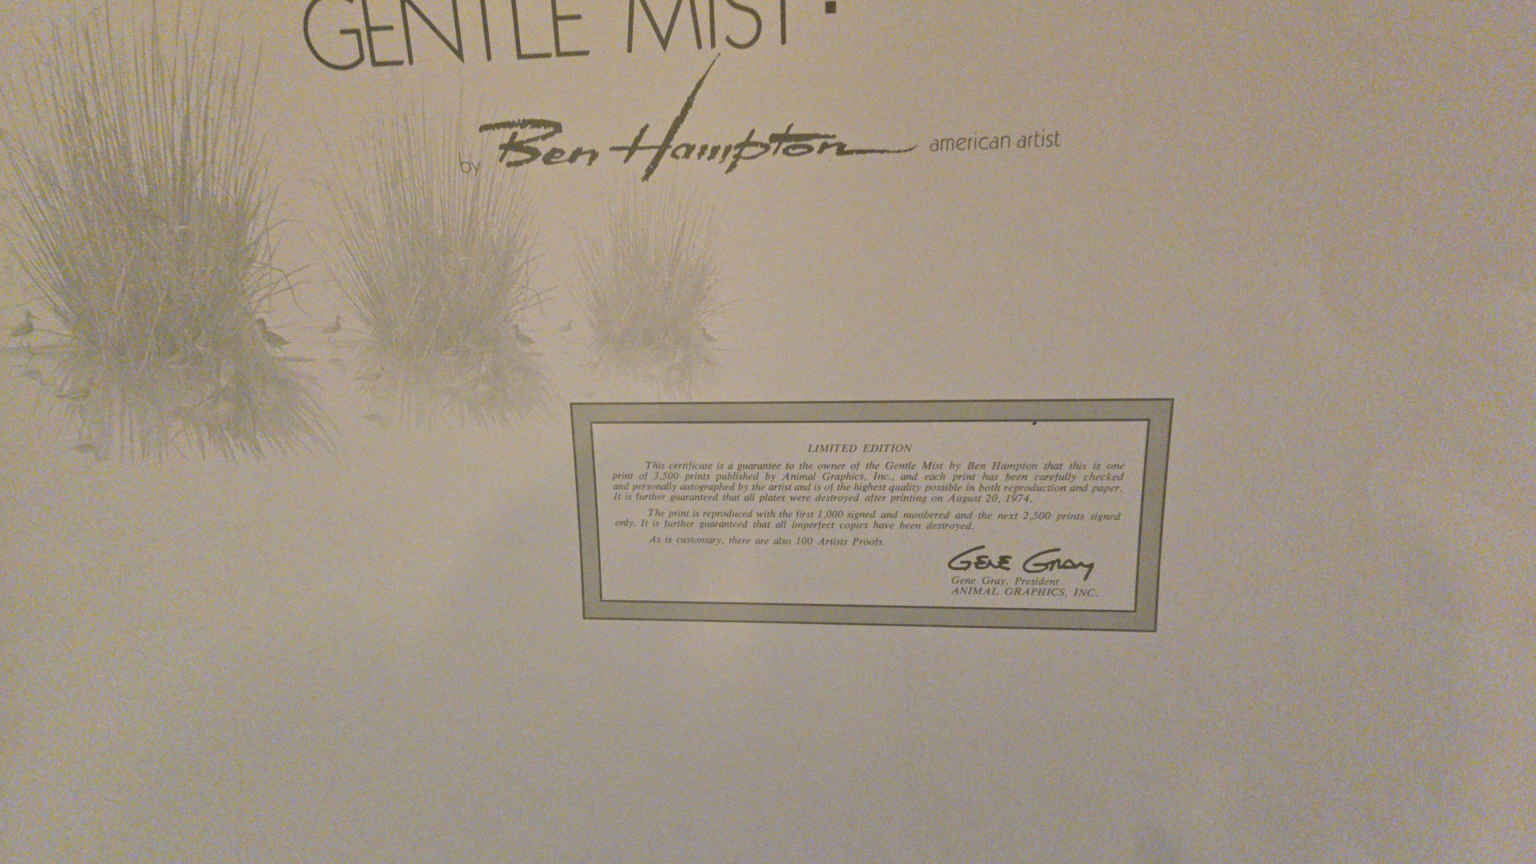 GENTLE MIST
by Ben Hampton american artist
LIMITED EDITION
This certificate is a guarantee to the owner of the Gentle Mist by Ben Hampton that this is one
print of 3,500 prints published by Animal Graphics, Inc., and each print has been carefully checked
and personally autographed by the artist and is of the highest quality possible in both reproduction and paper.
It is further guaranteed that all plates were destroyed after printing on August 20, 1974.
The print is reproduced with the first 1,000 signed and numbered and the next 2,500 prints signed
only. It is further guaranteed that all imperfect copies have been destroyed.
As is customary, there are also 100 Artists Proofs.
Gene Gray
Gene Gray, President
ANIMAL GRAPHICS, INC.